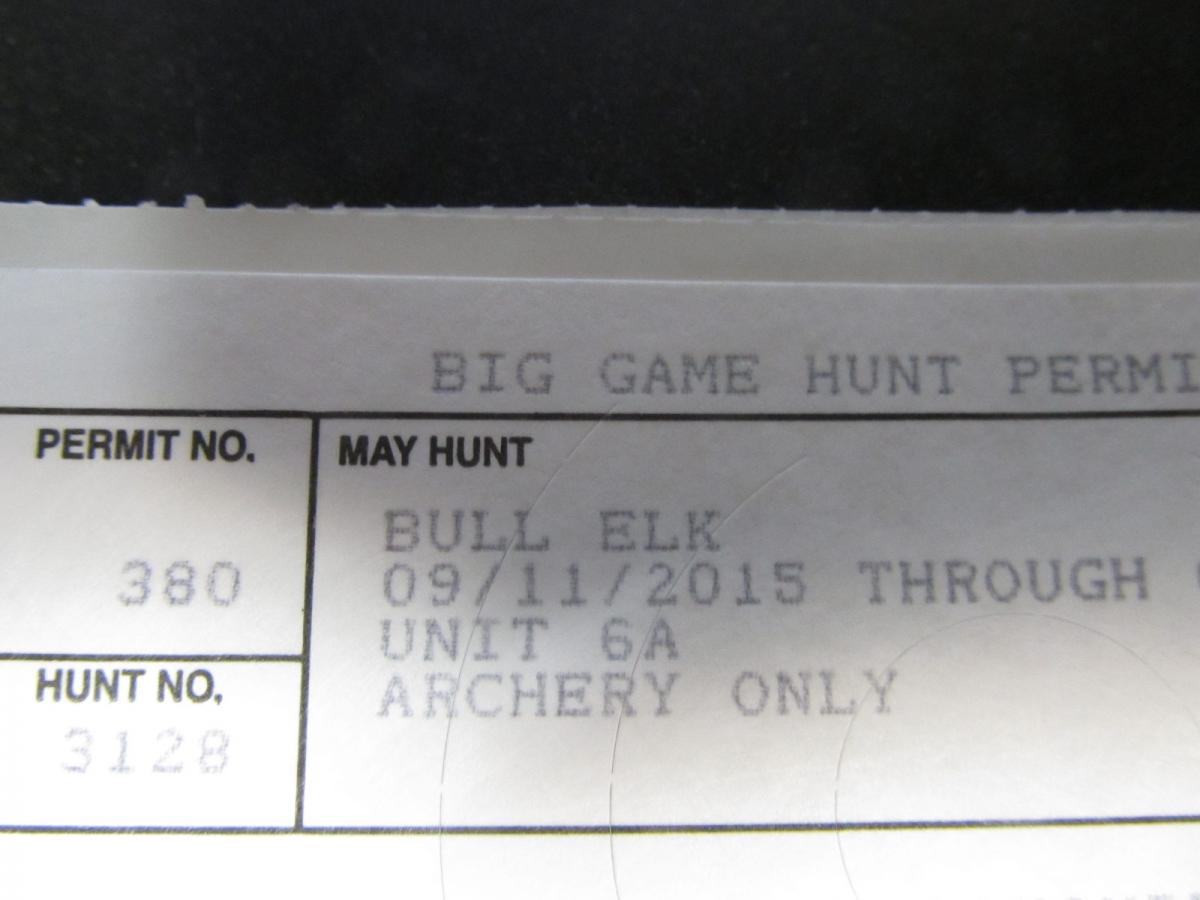 BIG GAME HUNT PERMI
PERMIT NO.
380
HUNT NO.
3128
MAY HUNT
BULL ELK
09/11/2015 THROUGH
UNIT 6A
ARCHERY ONLY